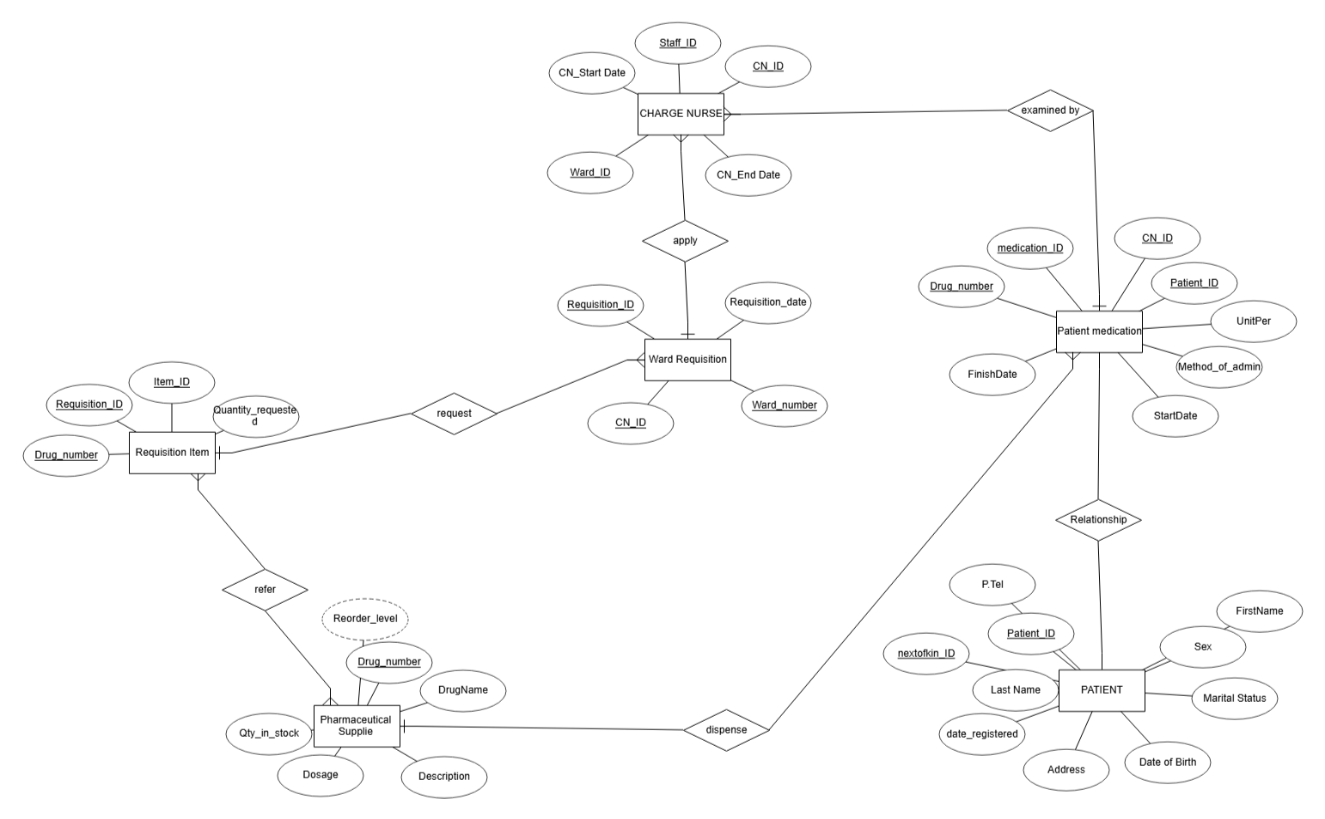 Staff_ID
CN_Start Date
CN_ID
CHARGE NURSE
examined by
Ward_ID
CN_End Date
apply
medication_ID
CN_ID
Drug_number
Patient_ID
UnitPer
Patient medication
Method_of_admin
FinishDate
StartDate
Requisition_ID
Requisition_date
Ward Requisition
CN_ID
Ward_number
request
Item_ID
Requisition_ID
Quantity_requeste
d
Drug_number
Requisition Item
refer
Relationship
Reorder_level
Drug_number
DrugName
Pharmaceutical
Supplie
Qty_in_stock
Dosage
Description
dispense
P.Tel
Patient_ID
FirstName
Sex
nextofkin_ID
Last Name
PATIENT
Marital Status
date_registered
Address
Date of Birth